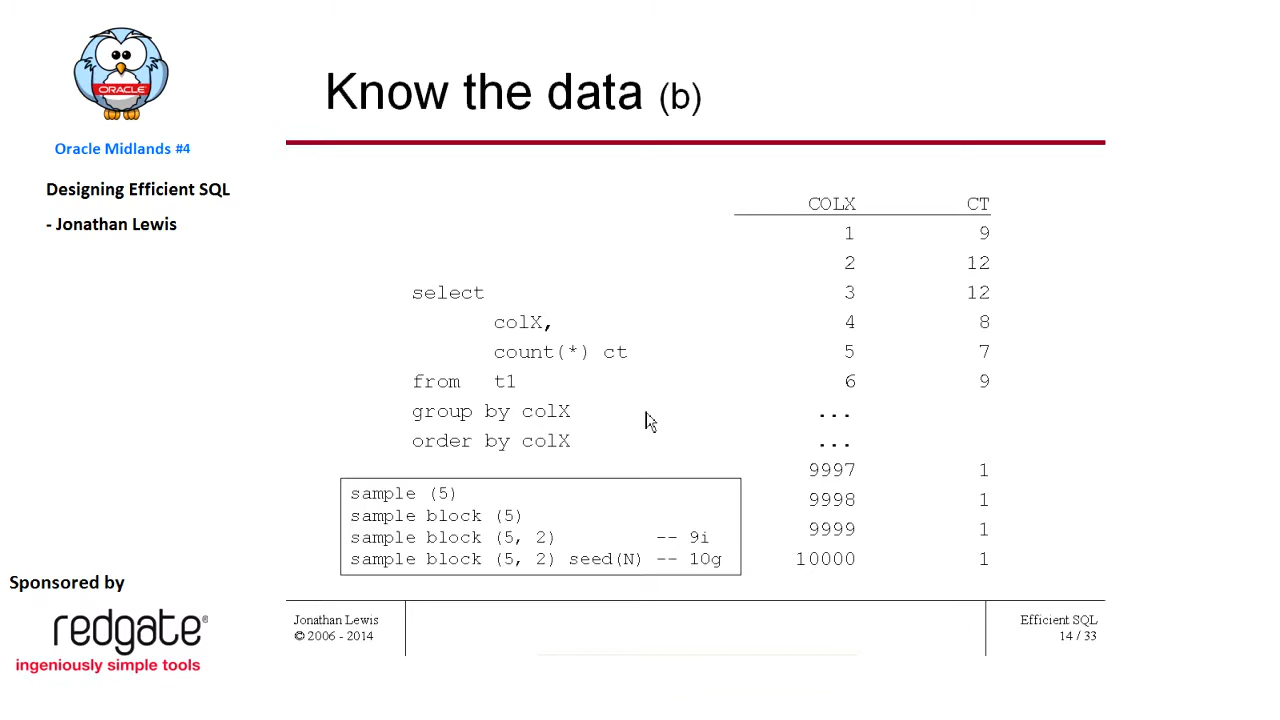 ORACLE
Oracle Midlands #4
Designing Efficient SQL
- Jonathan Lewis
Know the data (b)
select
colX,
count(*) ct
from t1
group by colX
order by colX
sample (5)
sample block (5)
sample block (5, 2) -- 9i
sample block (5, 2) seed(N) -- 10g
COLX CT
1 9
2 12
3 12
4 8
5 7
6 9
...
...
9997 1
9998 1
9999 1
10000 1
Sponsored by
redgate®
ingeniously simple tools
Jonathan Lewis
© 2006 - 2014
Efficient SQL
14 / 33